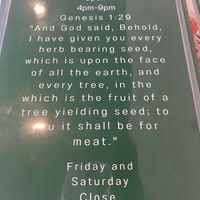 4pm-9pm
Genesis 1:29
"And God said, Behold,
I have given you every
herb bearing seed,
which is upon the face
of all the earth, and
every tree, in the
which is the fruit of a
tree yielding seed; to
you it shall be for
meat."
Friday and
Saturday
Close